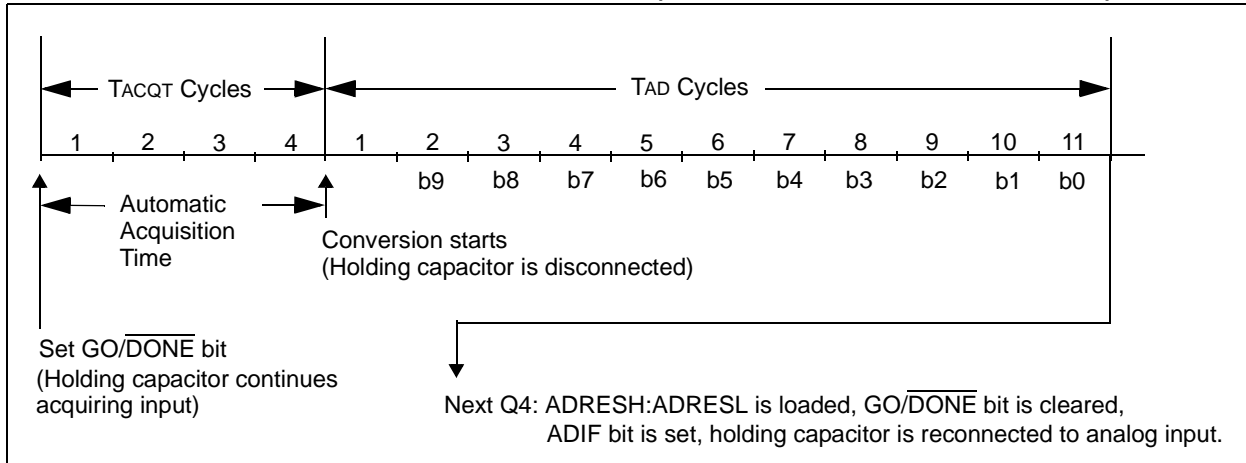 TACQT Cycles TAD Cycles
1 2 3 4 1 2 3 4 5 6 7 8 9 10 11
b9 b8 b7 b6 b5 b4 b3 b2 b1 b0
Automatic
Acquisition
Time
Conversion starts
(Holding capacitor is disconnected)
Set GO/DONE bit
(Holding capacitor continues
acquiring input)
Next Q4: ADRESH:ADRESL is loaded, GO/DONE bit is cleared,
ADIF bit is set, holding capacitor is reconnected to analog input.